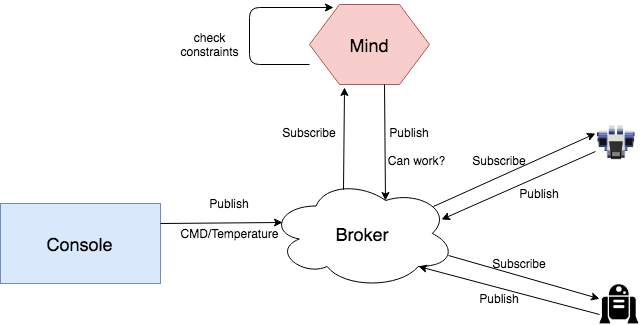 check
constraints
Mind
Subscribe
Publish
Can work?
Subscribe
Publish
Publish
CMD/Temperature
Console
Broker
Subscribe
Publish